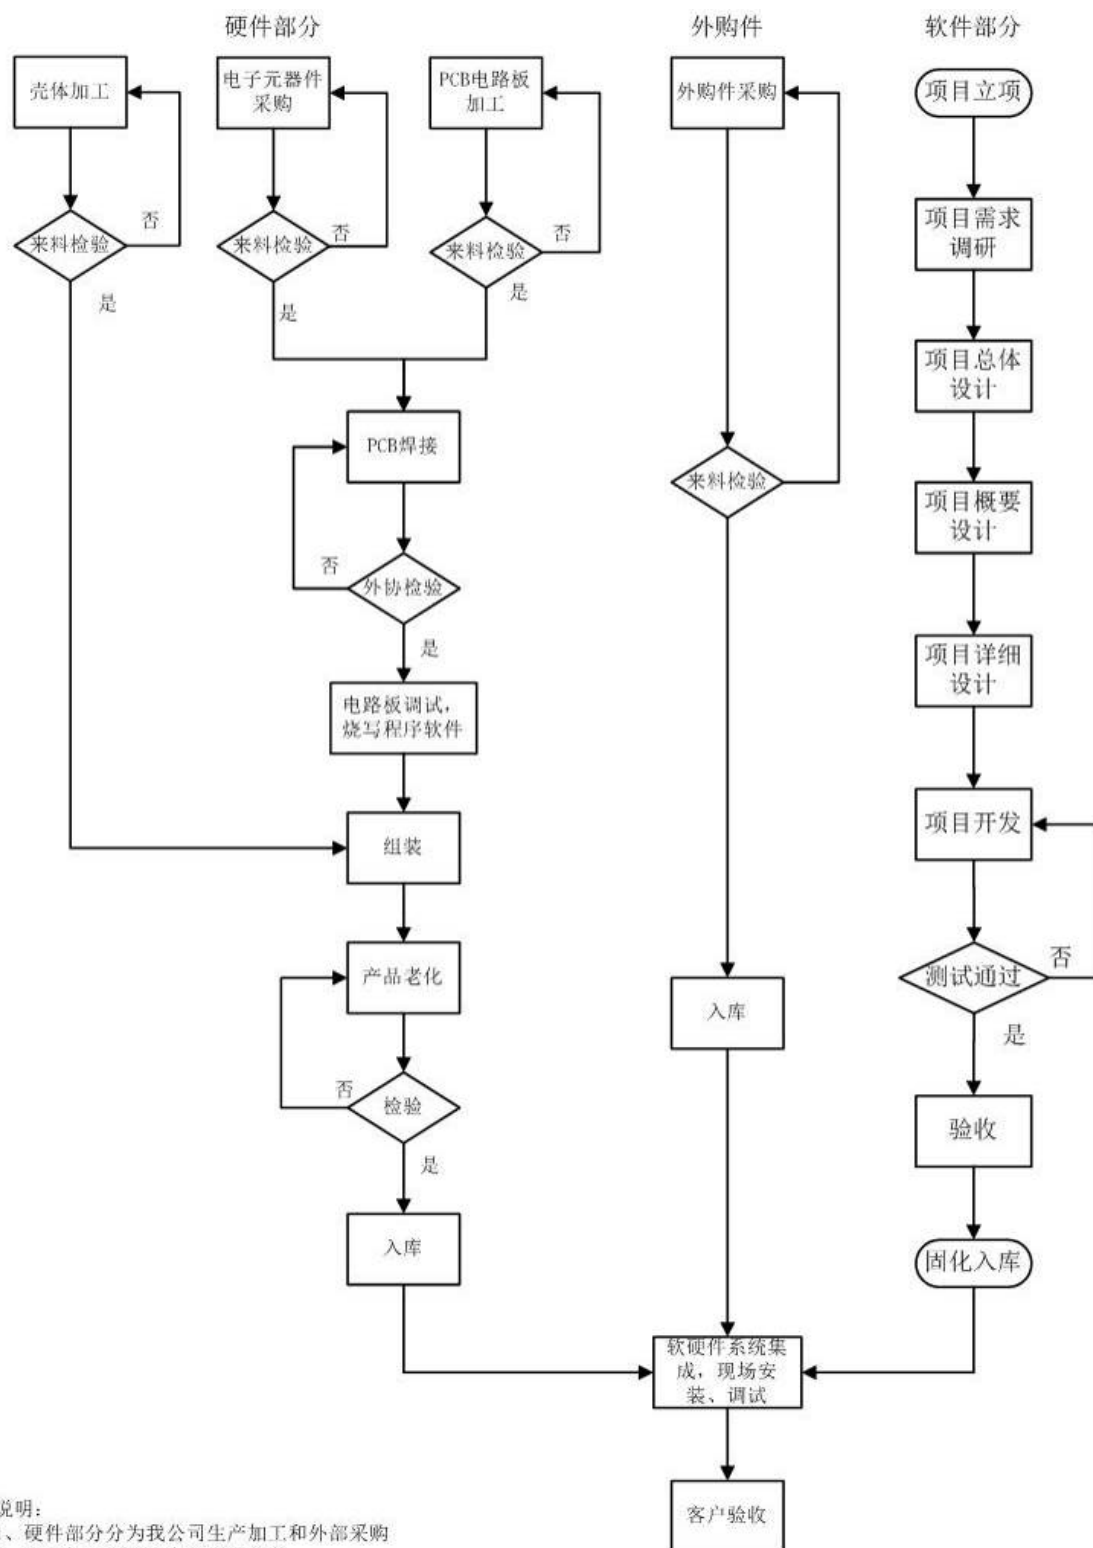 硬件部分
外购件
软件部分
壳体加工
电子元器件
采购
PCB电路板
加工
外购件采购
项目立项
来料检验
否
是
来料检验
否
是
来料检验
否
是
项目需求
调研
项目总体
设计
PCB焊接
来料检验
项目概要
设计
否
外协检验
是
项目详细
设计
电路板调试，
烧写程序软件
组装
项目开发
产品老化
入库
测试通过
否
是
否
检验
是
验收
入库
固化入库
软硬件系统集
成，现场安
装、调试
客户验收
说明：
、硬件部分分为我公司生产加工和外部采购